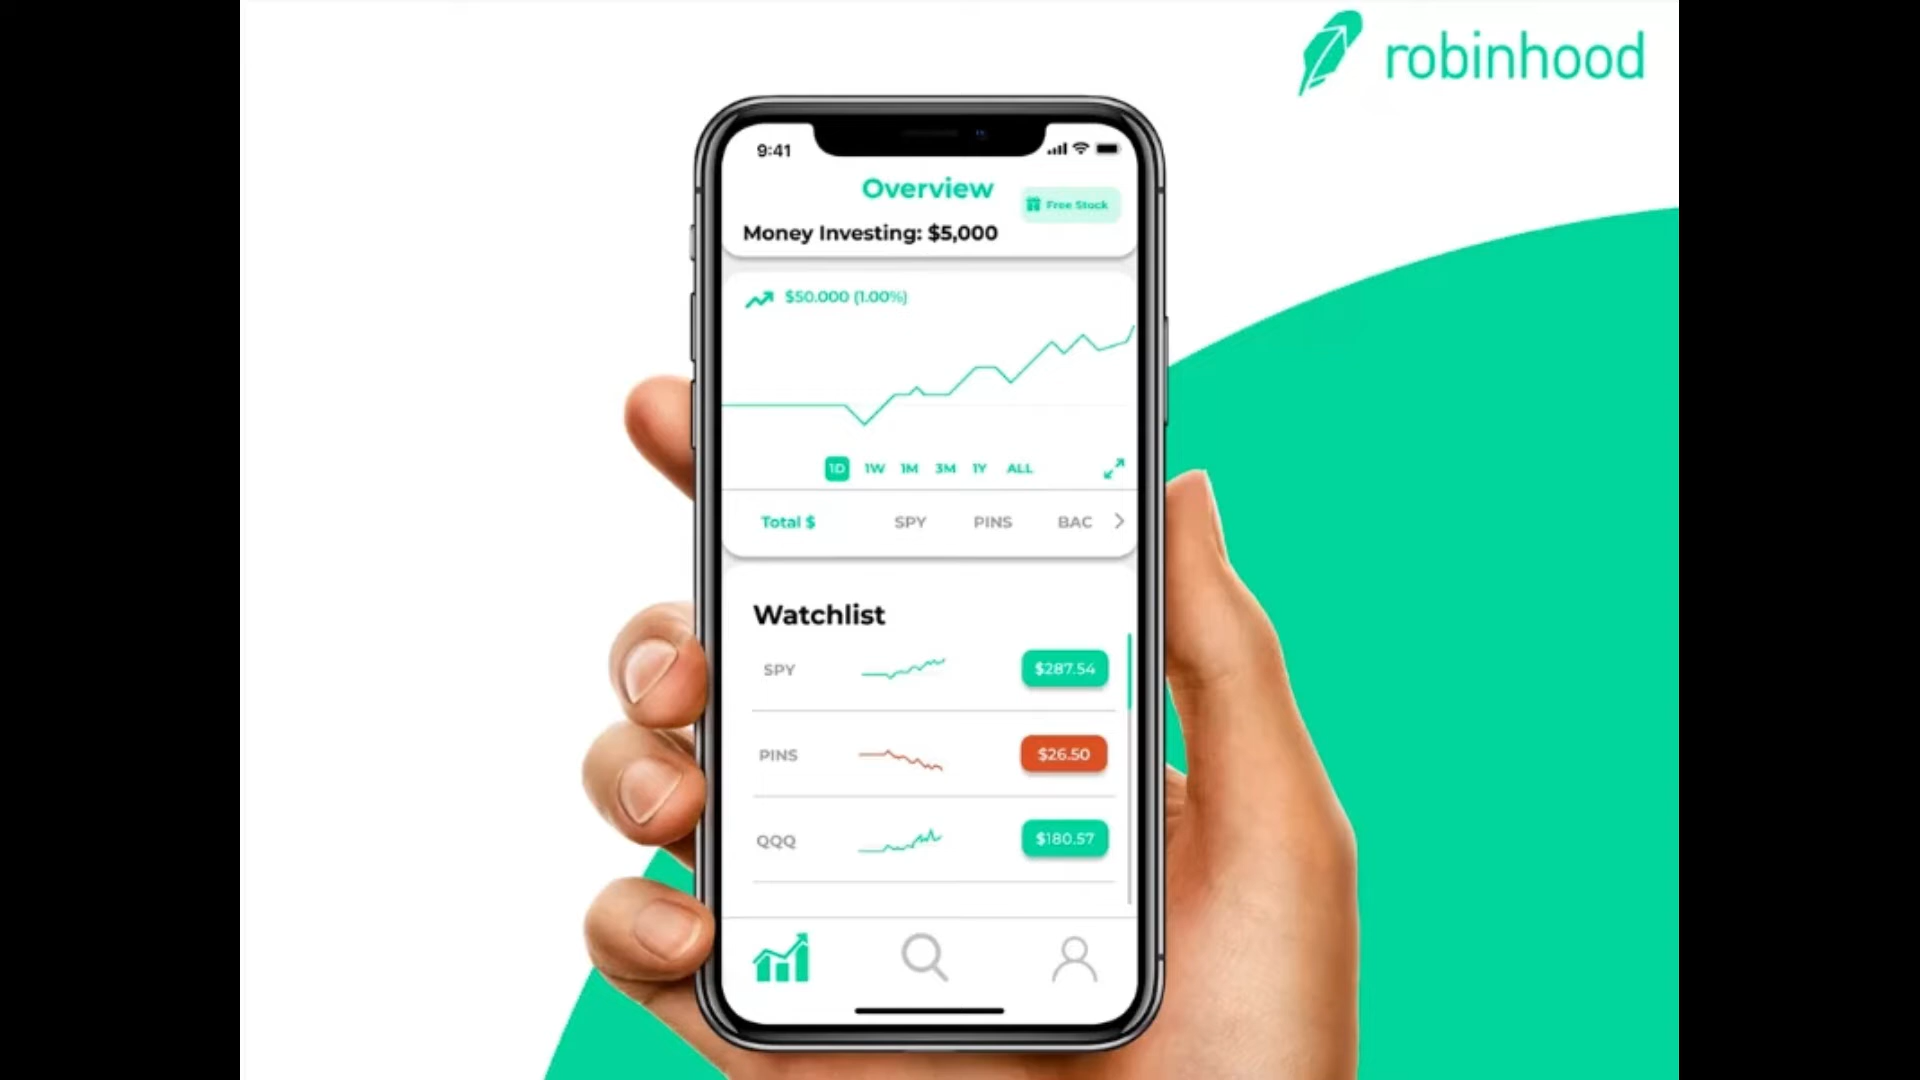 robinhood
9:41
Overview
Free Stock
Money Investing: $5,000
$50.000 (1.00%)
1D 1W 1M 3M 1Y ALL
Total $ SPY PINS BAC
Watchlist
SPY $287.54
PINS $26.50
QQQ $180.57